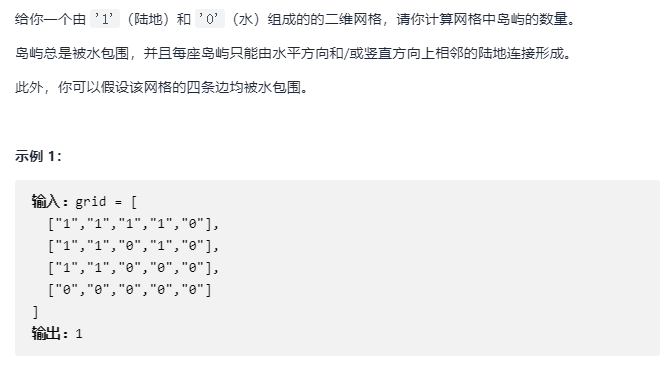 给你一个由 '1'（陆地）和 '0'（水）组成的的二维网格，请你计算网格中岛屿的数量。
岛屿总是被水包围，并且每座岛屿只能由水平方向和/或竖直方向上相邻的陆地连接形成。
此外，你可以假设该网格的四条边均被水包围。
示例 1：
输入：grid = [
["1","1","1","1","0"],
["1","1","0","1","0"],
["1","1","0","0","0"],
["0","0","0","0","0"]
]
输出：1